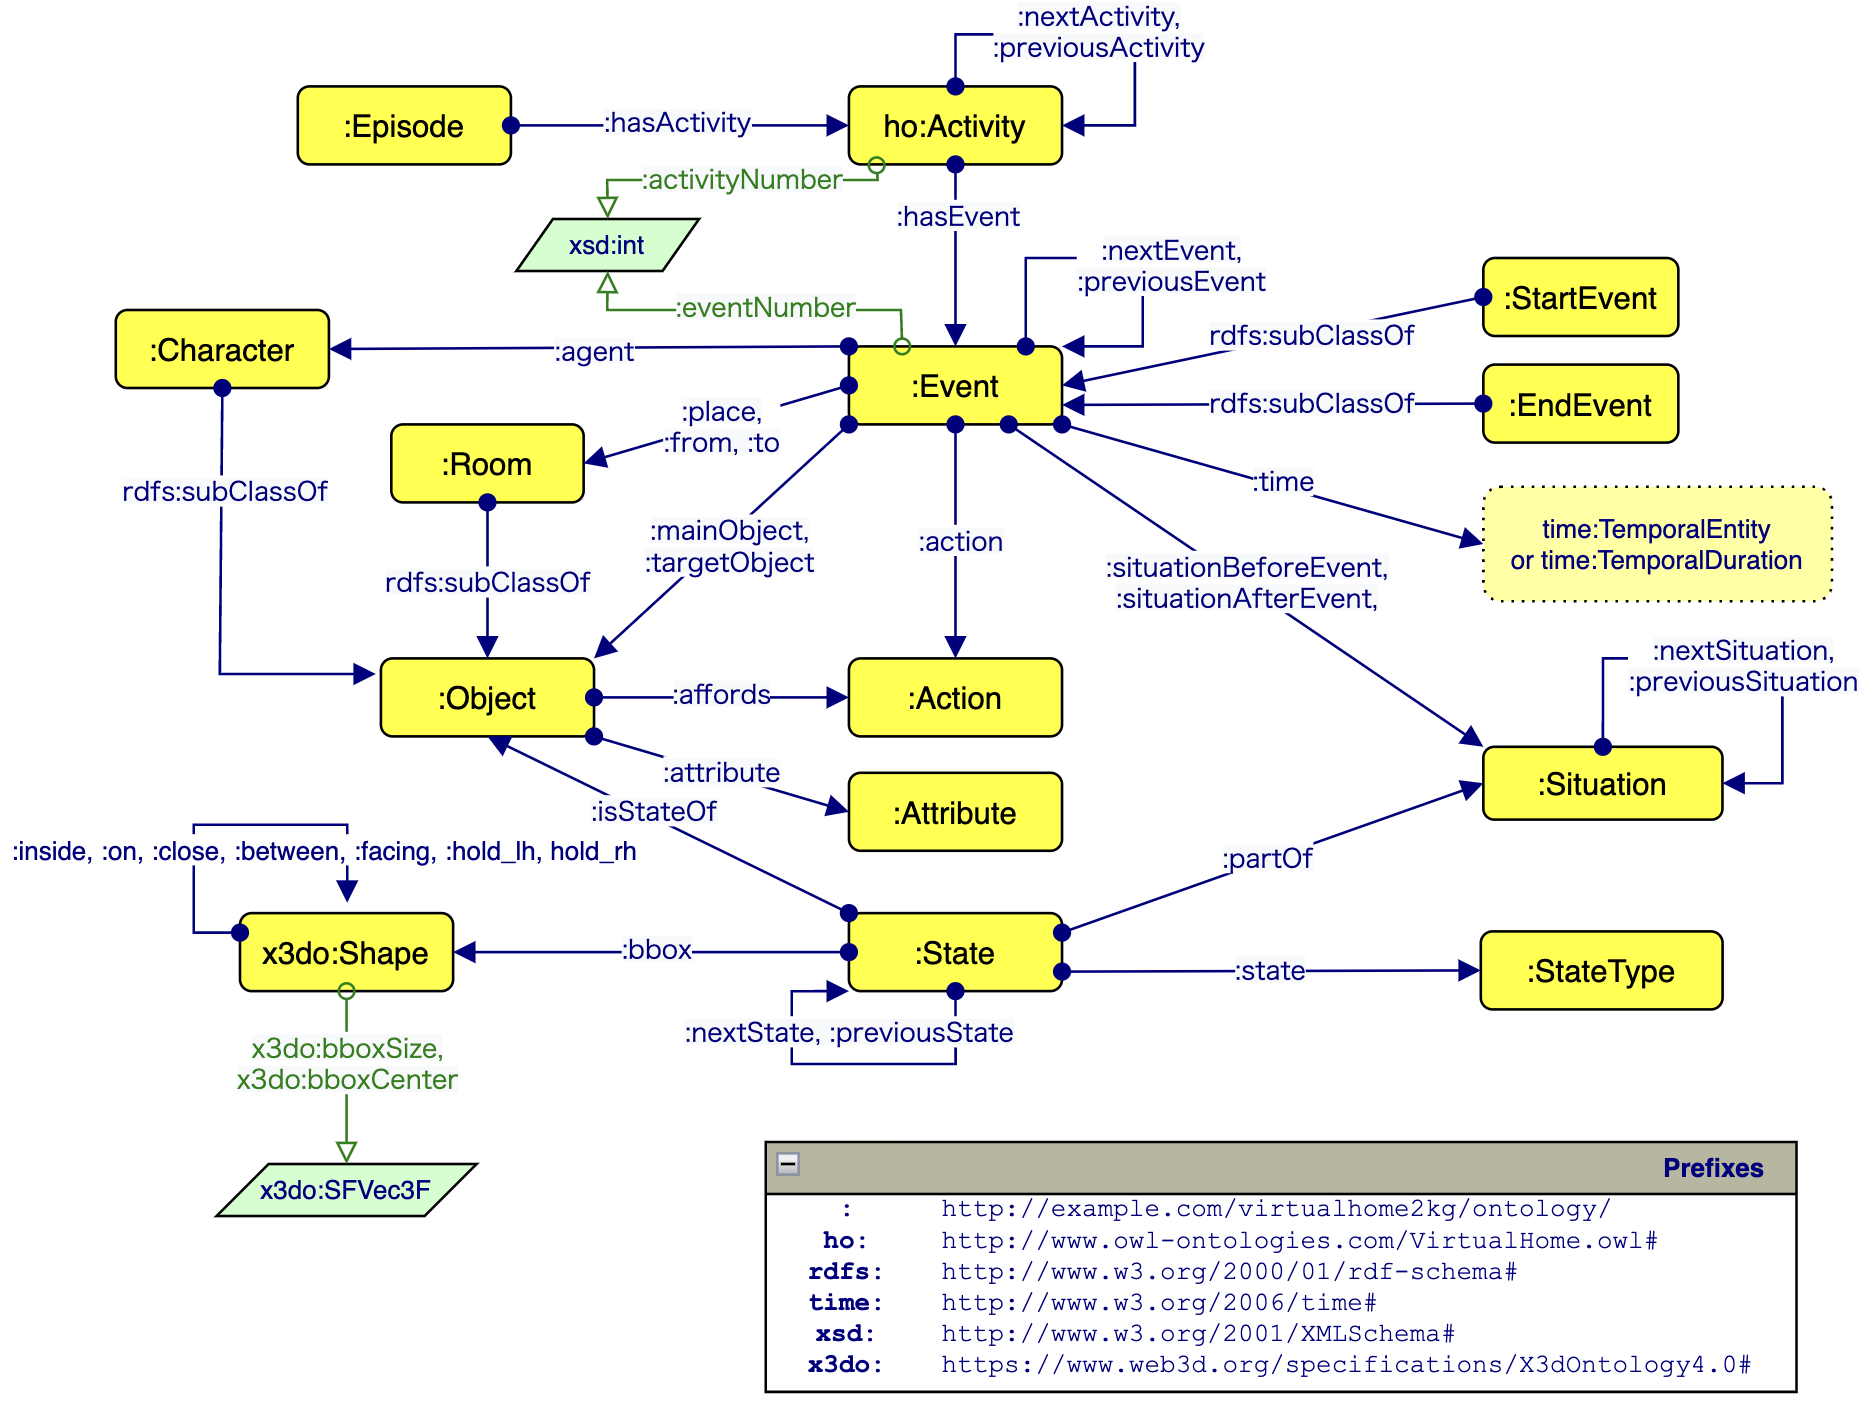 :nextActivity,
:previousActivity
:Episode
:hasActivity
ho:Activity
:activityNumber
:hasEvent
xsd:int
:nextEvent,
:previousEvent
:StartEvent
:eventNumber
rdfs:subClassOf
:Character
:agent
:Event
rdfs:subClassOf
:EndEvent
:place,
:from, :to
:Room
rdfs:subClassOf
:time
time:TemporalEntity
or time:TemporalDuration
:mainObject,
:targetObject
:action
rdfs:subClassOf
:situationBeforeEvent,
:situationAfterEvent,
:nextSituation,
:previousSituation
:Object
:affords
:Action
:attribute
:Situation
:isStateOf
:Attribute
:inside, :on, :close, :between, :facing, :hold_lh, hold_rh
:partOf
x3do:Shape
:bbox
:State
:state
:StateType
:nextState, :previousState
x3do:bboxSize,
x3do:bboxCenter
x3do:SFVec3F
Prefixes
: http://example.com/virtualhome2kg/ontology/
ho: http://www.owl-ontologies.com/VirtualHome.owl#
rdfs: http://www.w3.org/2000/01/rdf-schema#
time: http://www.w3.org/2006/time#
xsd: http://www.w3.org/2001/XMLSchema#
x3do: https://www.web3d.org/specifications/X3dOntology4.0#